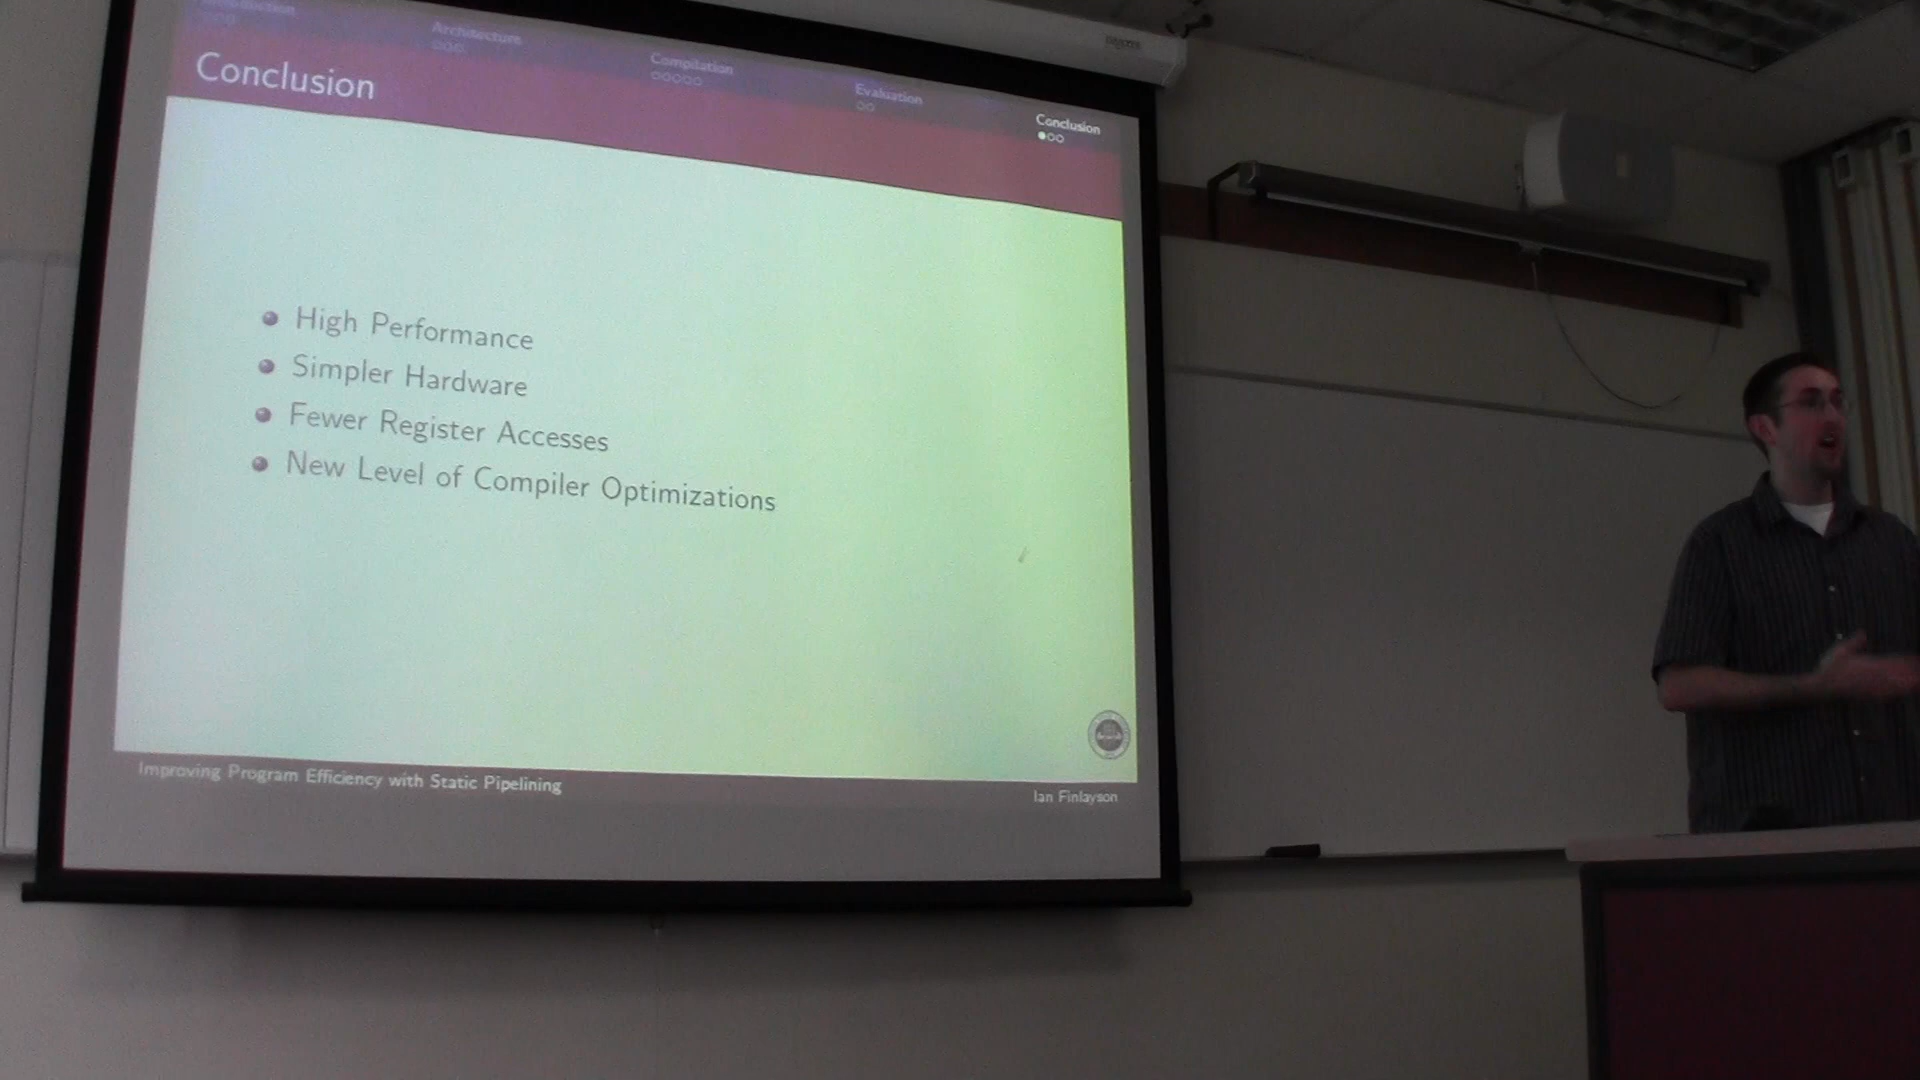 Introduction
Architecture
Compilation
Evaluation
Conclusion
Conclusion
High Performance
Simpler Hardware
Fewer Register Accesses
New Level of Compiler Optimizations
Improving Program Efficiency with Static Pipelining
Ian Finlayson